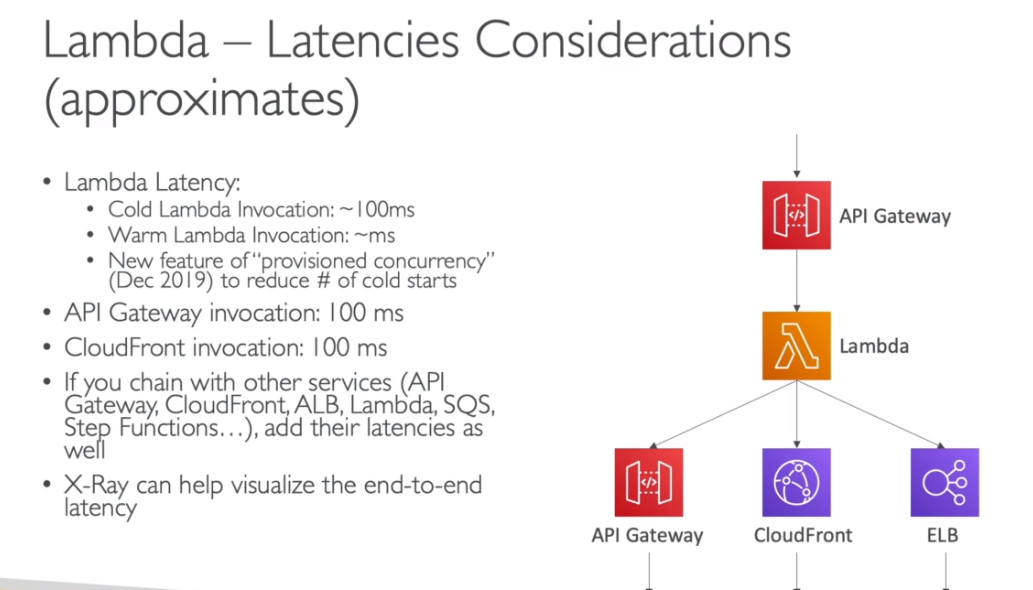 Lambda – Latencies Considerations
(approximates)
• Lambda Latency:
• Cold Lambda Invocation: ~100ms
• Warm Lambda Invocation: ~ms
• New feature of “provisioned concurrency”
(Dec 2019) to reduce # of cold starts
• API Gateway invocation: 100 ms
• CloudFront invocation: 100 ms
• If you chain with other services (API
Gateway, CloudFront, ALB, Lambda, SQS,
Step Functions…), add their latencies as
well
• X-Ray can help visualize the end-to-end
latency
API Gateway
Lambda
API Gateway
CloudFront
ELB